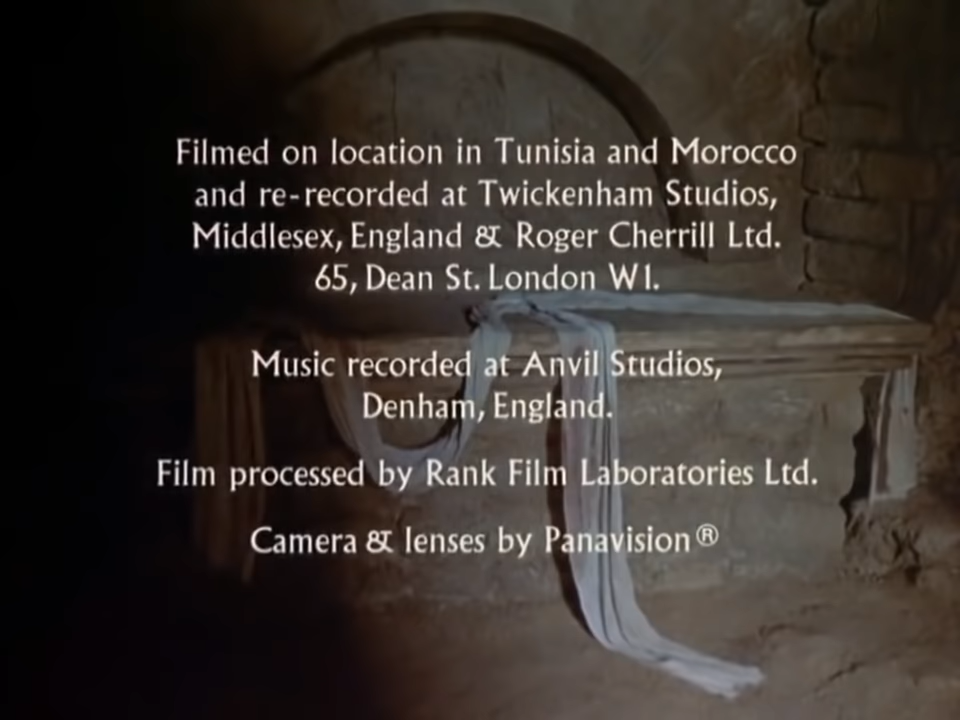 Filmed on location in Tunisia and Morocco
and re-recorded at Twickenham Studios,
Middlesex, England & Roger Cherrill Ltd.
65, Dean St. London W1.
Music recorded at Anvil Studios,
Denham, England.
Film processed by Rank Film Laboratories Ltd.
Camera & lenses by Panavision®